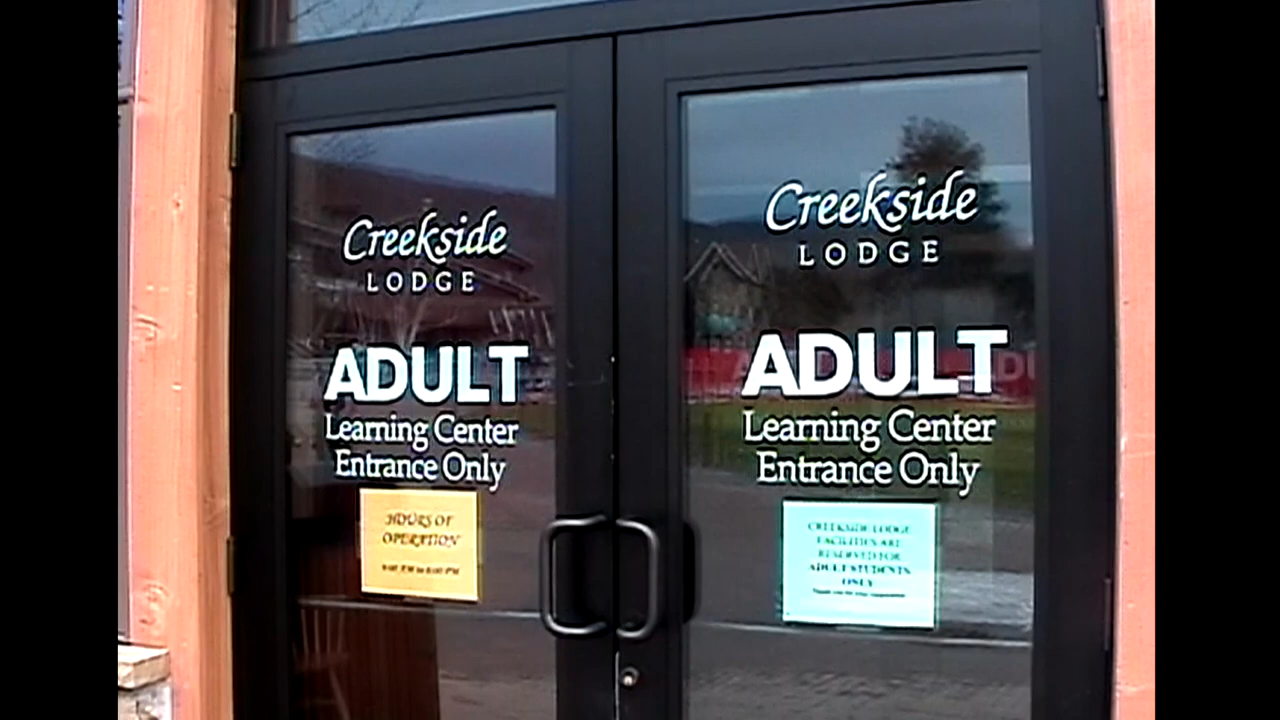 Creekside
LODGE
ADULT
Learning Center
Entrance Only
HOURS OF
OPERATION
Creekside
LODGE
ADULT
Learning Center
Entrance Only
CREEKSIDE LODGE
FACILITIES ARE
RESERVED FOR
ADULT STUDENTS
ONLY